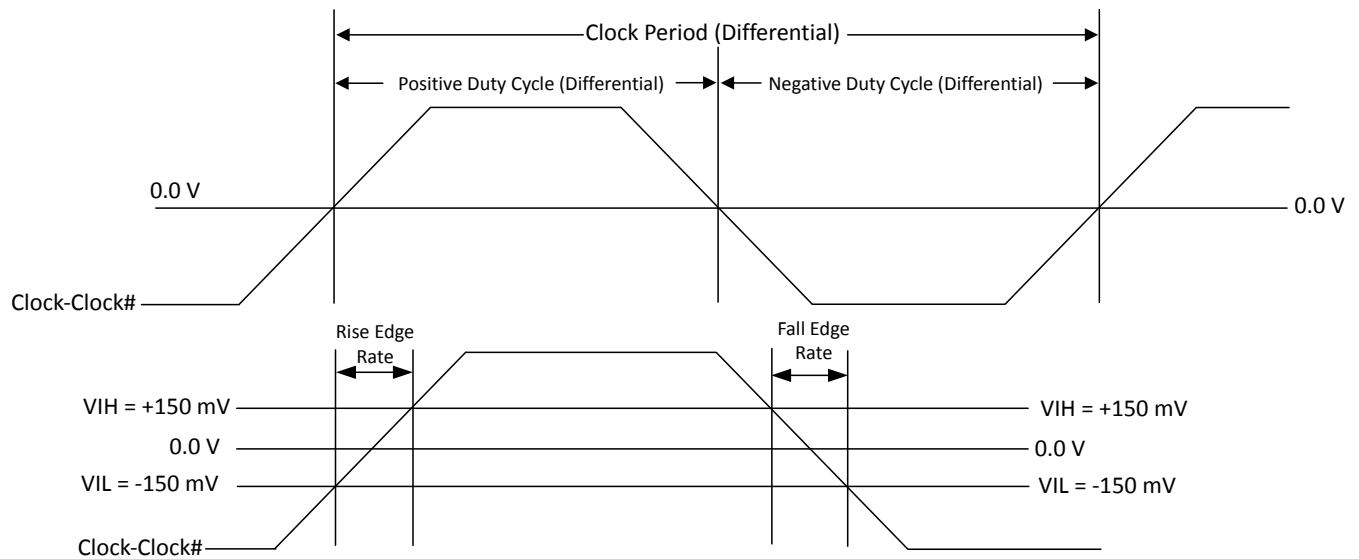 Clock Period (Differential)
Positive Duty Cycle (Differential)
Negative Duty Cycle (Differential)
0.0 V
0.0 V
Clock-Clock#
Rise Edge
Rate
Fall Edge
Rate
VIH = +150 mV
VIH = +150 mV
0.0 V
0.0 V
VIL = -150 mV
VIL = -150 mV
Clock-Clock#